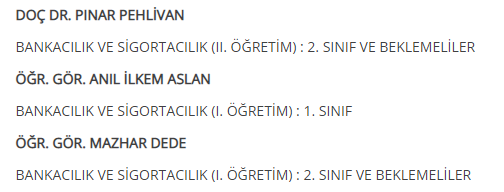 DOÇ DR. PINAR PEHLİVAN
BANKACILIK VE SİGORTACILIK (II. ÖĞRETİM) : 2. SINIF VE BEKLEMELİLER
ÖĞR. GÖR. ANIL İLKEM ASLAN
BANKACILIK VE SİGORTACILIK (I. ÖĞRETİM) : 1. SINIF
ÖĞR. GÖR. MAZHAR DEDE
BANKACILIK VE SİGORTACILIK (I. ÖĞRETİM) : 2. SINIF VE BEKLEMELİLER